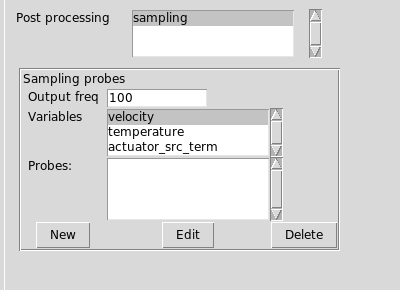 Post processing sampling
Sampling probes
Output freq 100
Variables velocity
temperature
actuator_src_term
Probes:
New Edit Delete